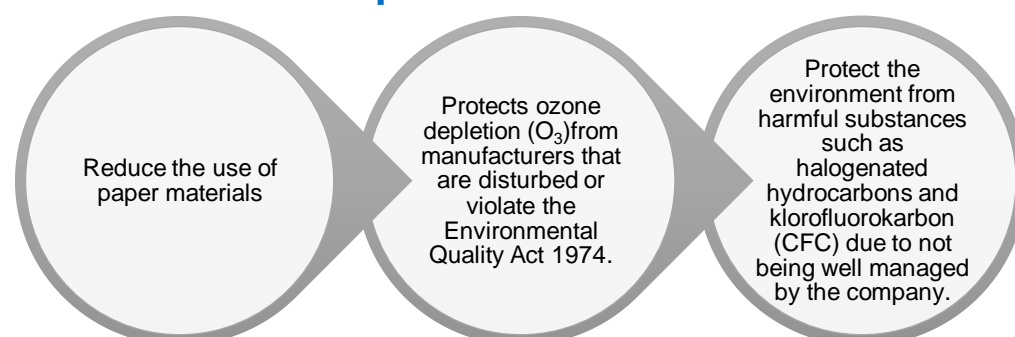 Reduce the use of
paper materials
Protects ozone
depletion (O₃)from
manufacturers that
are disturbed or
violate the
Environmental
Quality Act 1974.
Protect the
environment from
harmful substances
such as
halogenated
hydrocarbons and
klorofluorokarbon
(CFC) due to not
being well managed
by the company.